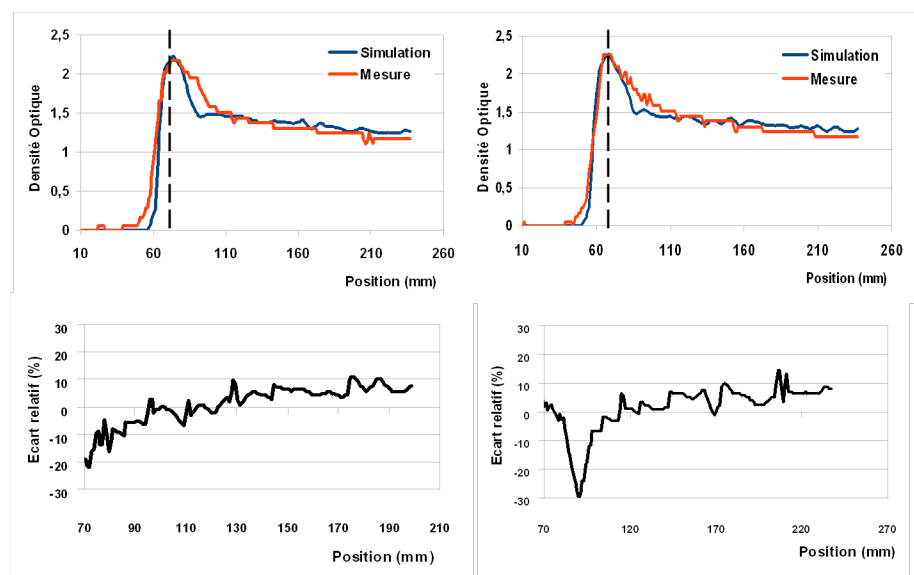 2,5
2
1,5
1
0,5
0
Densité Optique
Simulation
Mesure
10 60 110 160 210 260
Position (mm)
2,5
2
1,5
1
0,5
0
Densité Optique
Simulation
Mesure
10 60 110 160 210 260
Position (mm)
30
20
10
0
-10
-20
-30
Ecart relatif (%)
70 90 110 130 150 170 190 210
Position (mm)
30
20
10
0
-10
-20
-30
Ecart relatif (%)
70 120 170 220 270
Position (mm)